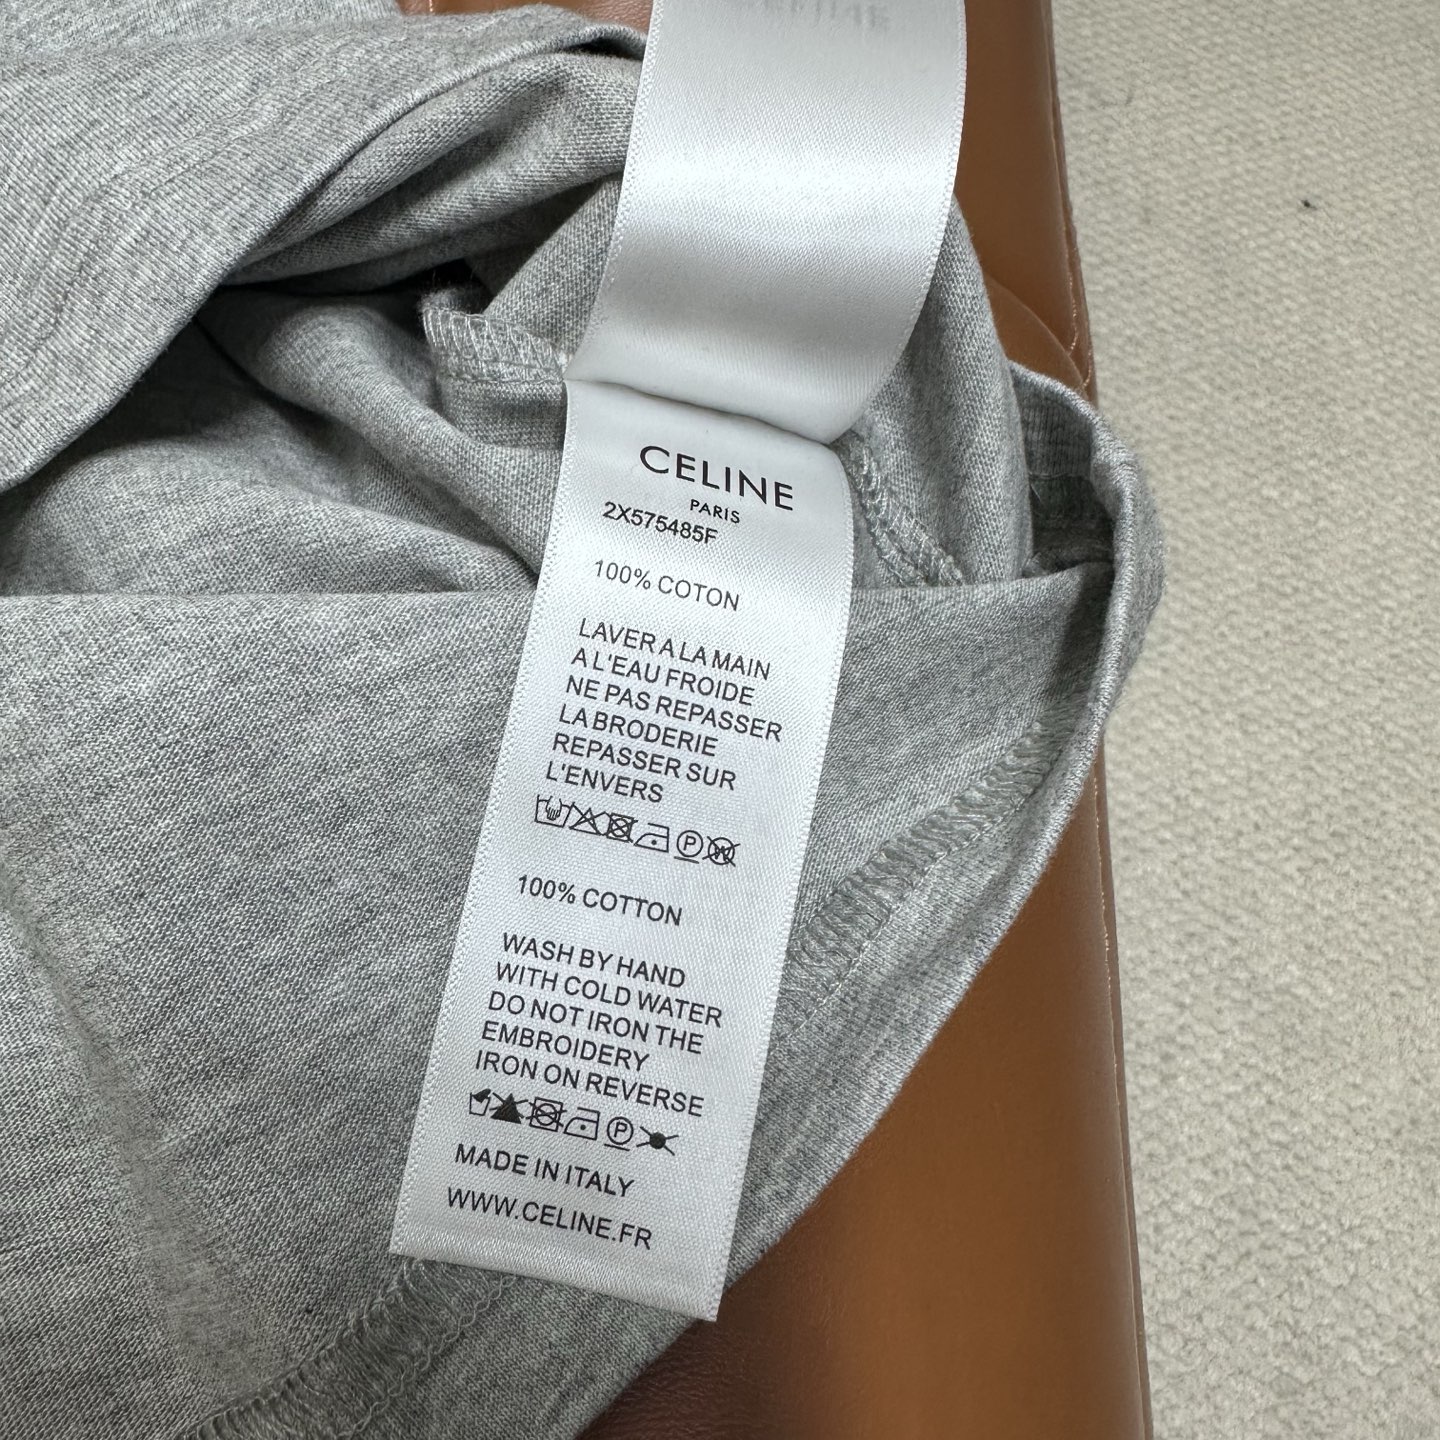 CELINE
PARIS
2X575485F
100% COTON
LAVER A LA MAIN
A L'EAU FROIDE
NE PAS REPASSER
LA BRODERIE
REPASSER SUR
L'ENVERS
P W
100% COTTON
WASH BY HAND
WITH COLD WATER
DO NOT IRON THE
EMBROIDERY
IRON ON REVERSE
P
MADE IN ITALY
WWW.CELINE.FR